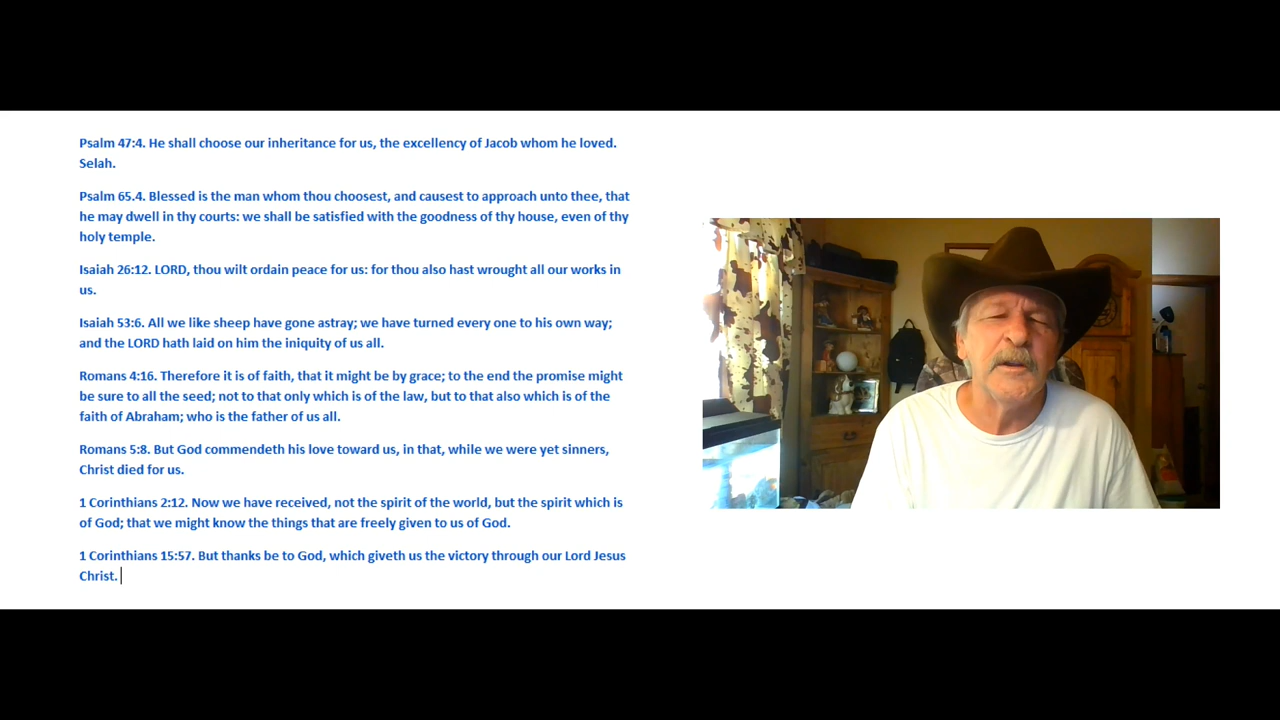 Psalm 47:4. He shall choose our inheritance for us, the excellency of Jacob whom he loved.
Selah.
Psalm 65.4. Blessed is the man whom thou choosest, and causest to approach unto thee, that
he may dwell in thy courts: we shall be satisfied with the goodness of thy house, even of thy
holy temple.
Isaiah 26:12. LORD, thou wilt ordain peace for us: for thou also hast wrought all our works in
us.
Isaiah 53:6. All we like sheep have gone astray; we have turned every one to his own way;
and the LORD hath laid on him the iniquity of us all.
Romans 4:16. Therefore it is of faith, that it might be by grace; to the end the promise might
be sure to all the seed; not to that only which is of the law, but to that also which is of the
faith of Abraham; who is the father of us all.
Romans 5:8. But God commendeth his love toward us, in that, while we were yet sinners,
Christ died for us.
1 Corinthians 2:12. Now we have received, not the spirit of the world, but the spirit which is
of God; that we might know the things that are freely given to us of God.
1 Corinthians 15:57. But thanks be to God, which giveth us the victory through our Lord Jesus
Christ.